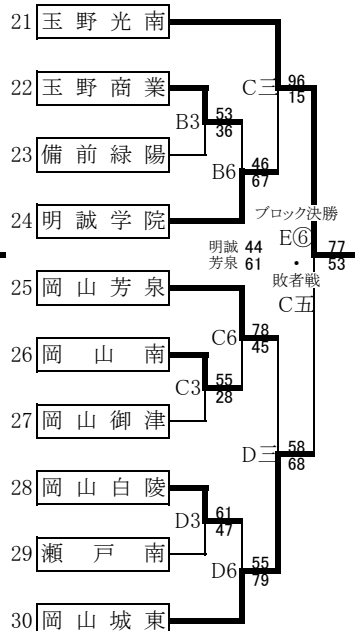 21 玉野光南
96
C三
15
22 玉野商業
53
B3
36
23 備前緑陽
46
B6
67
24 明誠学院
ブロック決勝
E⑥
77
53
明誠 44
芳泉 61
・
敗者戦
C五
25 岡山芳泉
78
C6
45
26 岡山南
55
C3
28
27 岡山御津
58
D三
68
28 岡山白陵
61
D3
47
29 瀬戸南
55
D6
79
30 岡山城東